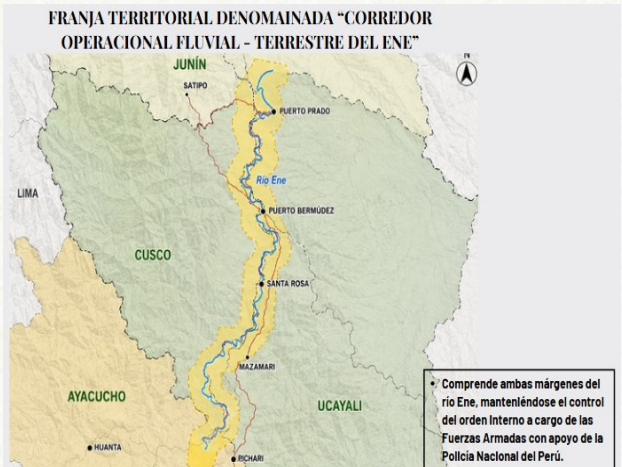 FRANJA TERRITORIAL DENOMAINADA “CORREDOR
OPERACIONAL FLUVIAL - TERRESTRE DEL ENE”
N
JUNÍN
SATIPO
PUERTO PRADO
Río Ene
LIMA
PUERTO BERMÚDEZ
CUSCO
SANTA ROSA
MAZAMARI
AYACUCHO
UCAYALI
HUANTA
PICHARI
• Comprende ambas márgenes del
río Ene, manteniéndose el control
del orden Interno a cargo de las
Fuerzas Armadas con apoyo de la
Policía Nacional del Perú.